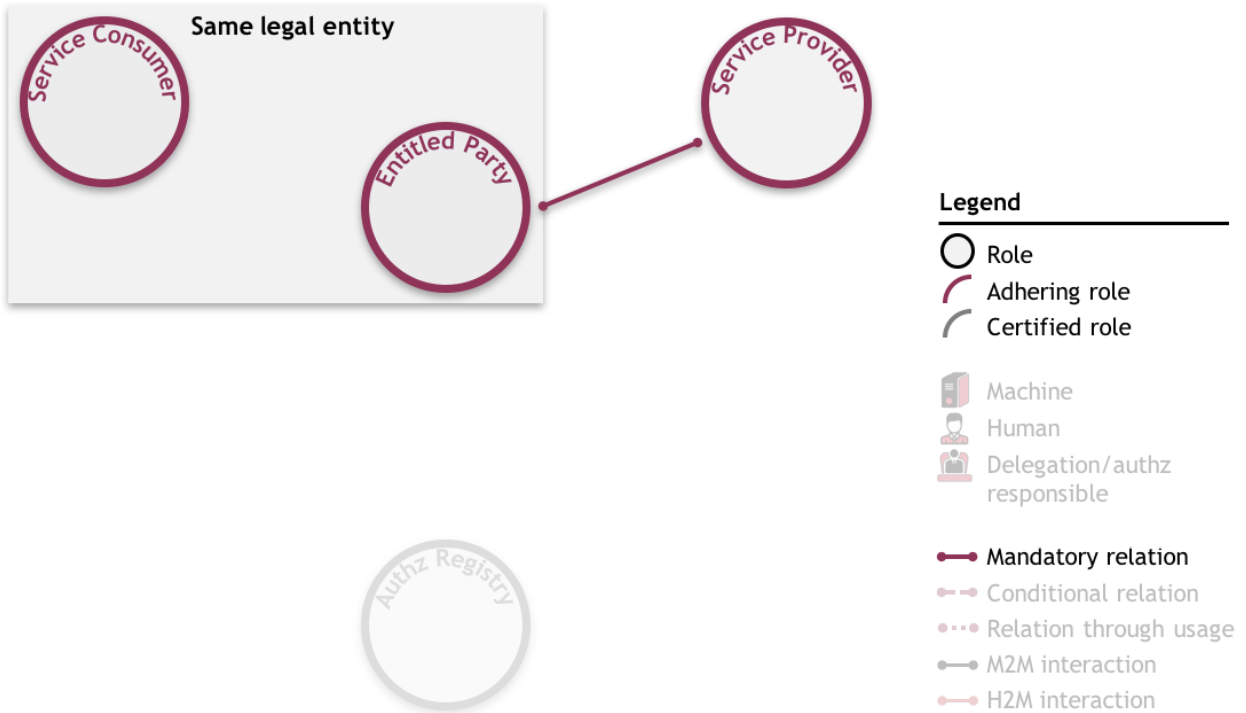 Same legal entity
Service Consumer
Service Provider
Entitled Party
Legend
Role
Adhering role
Certified role
Machine
Human
Delegation/authz
responsible
Authz Registry
Mandatory relation
Conditional relation
Relation through usage
M2M interaction
H2M interaction